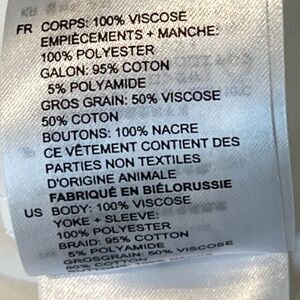 FR CORPS: 100% VISCOSE
EMPIÈCEMENTS + MANCHE:
100% POLYESTER
GALON: 95% COTON
5% POLYAMIDE
GROS GRAIN: 50% VISCOSE
50% COTON
BOUTONS: 100% NACRE
CE VÊTEMENT CONTIENT DES
PARTIES NON TEXTILES
D'ORIGINE ANIMALE
FABRIQUÉ EN BIÉLORUSSIE
US BODY: 100% VISCOSE
YOKE + SLEEVE:
100% POLYESTER
BRAID: 95% COTTON
5% POLYAMIDE
GROSGRAIN: 50% VISCOSE
50% COTTON